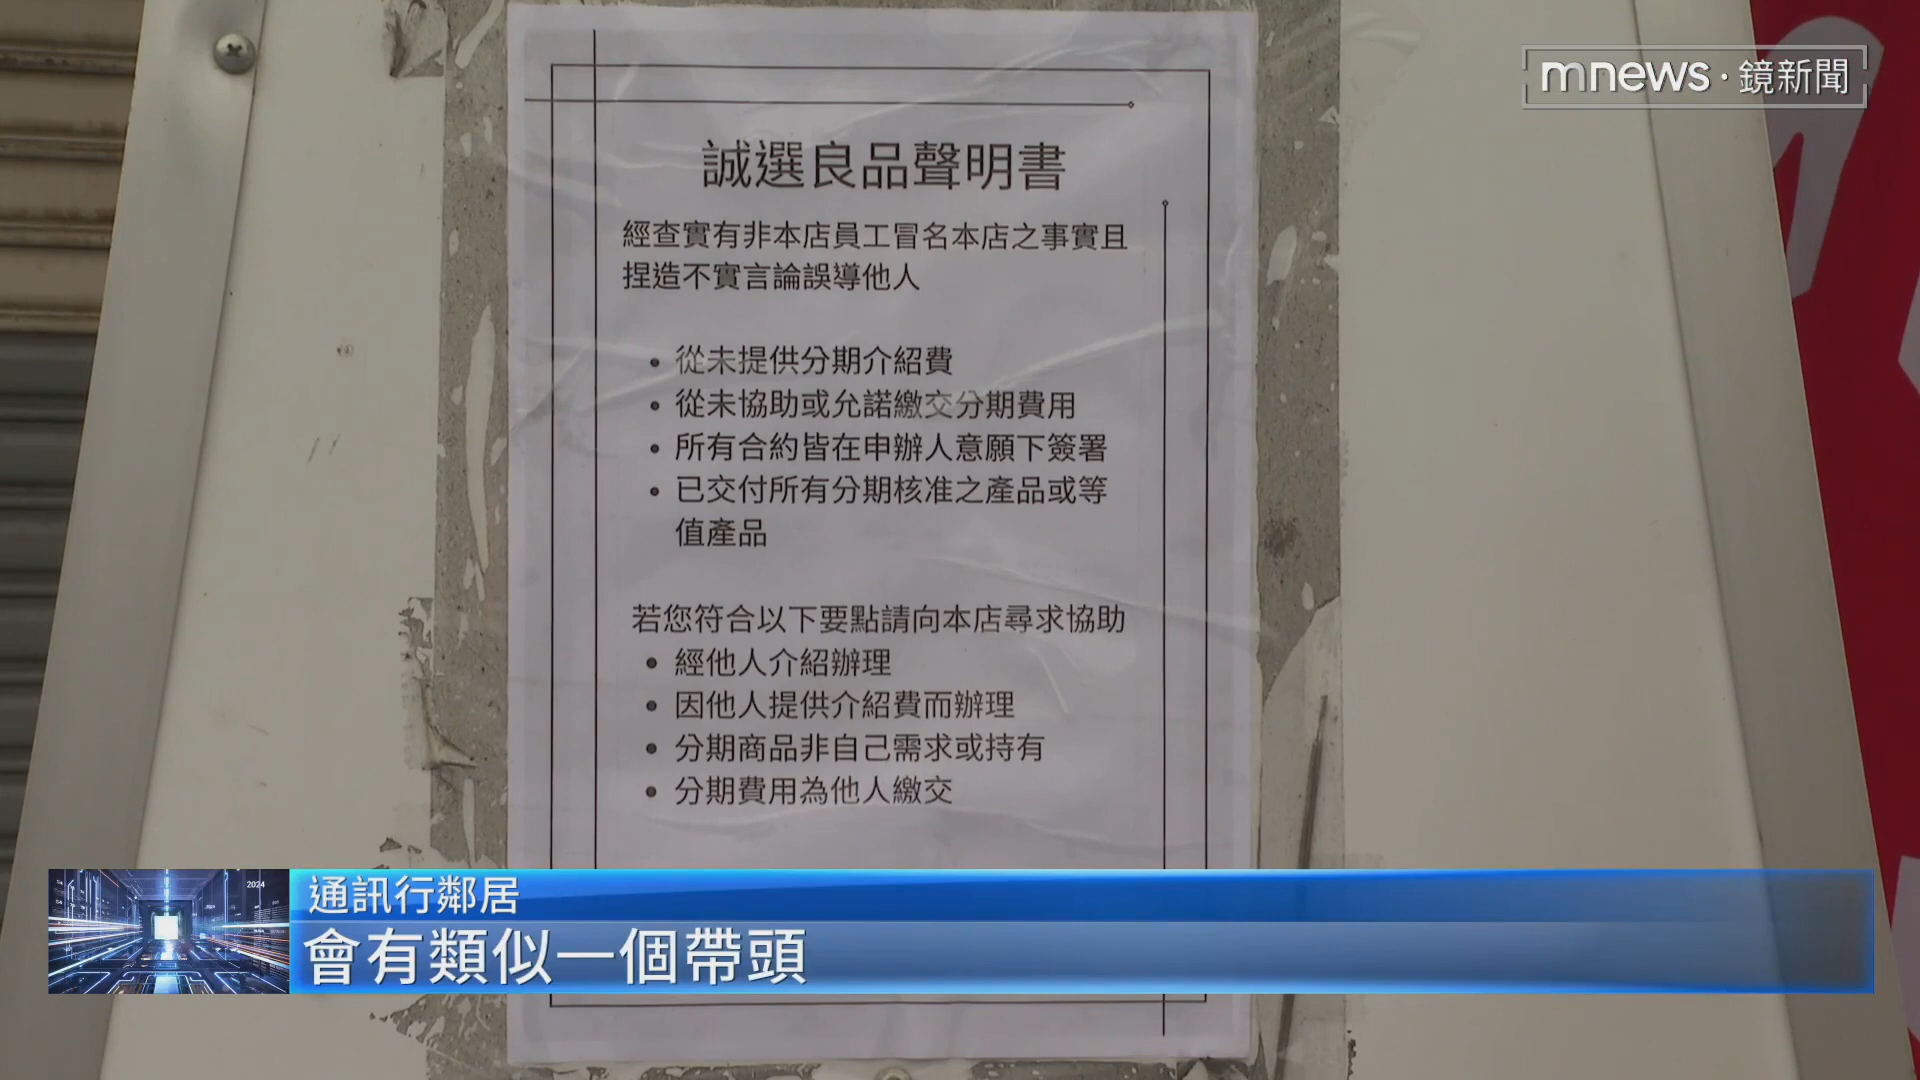 mnews·鏡新聞
誠選良品聲明書
經查實有非本店員工冒名本店之事實且
捏造不實言論誤導他人
•從未提供分期介紹費
•從未協助或允諾繳交分期費用
•所有合約皆在申辦人意願下簽署
•已交付所有分期核准之產品或等
值產品
若您符合以下要點請向本店尋求協助
•經他人介紹辦理
•因他人提供介紹費而辦理
•分期商品非自己需求或持有
•分期費用為他人繳交
2024
通訊行鄰居
會有類似一個帶頭